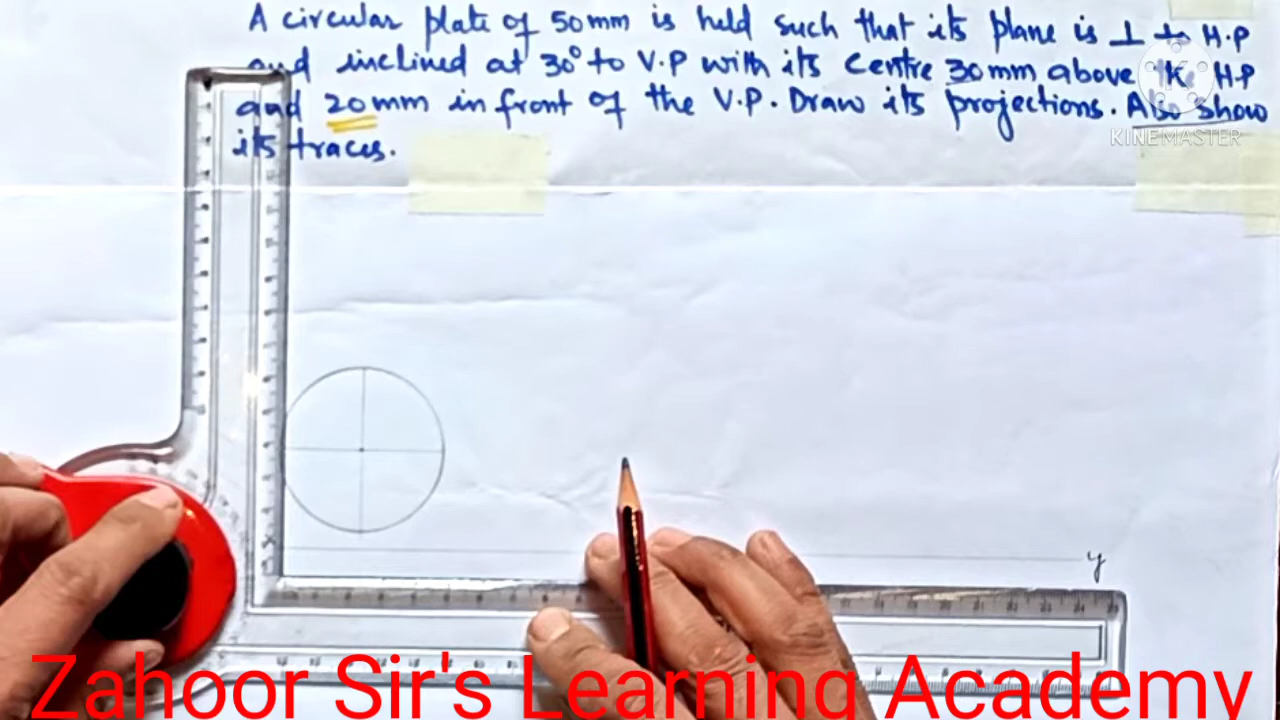 A circular plate of 50mm is held such that its plane is ⊥ to H.P
and inclined at 30° to V.P with its centre 30mm above H.P
and 20mm in front of the V.P. Draw its projections. Also show
its traces.
KINEMASTER
x
y
Zahoor Sir's Learning Academy